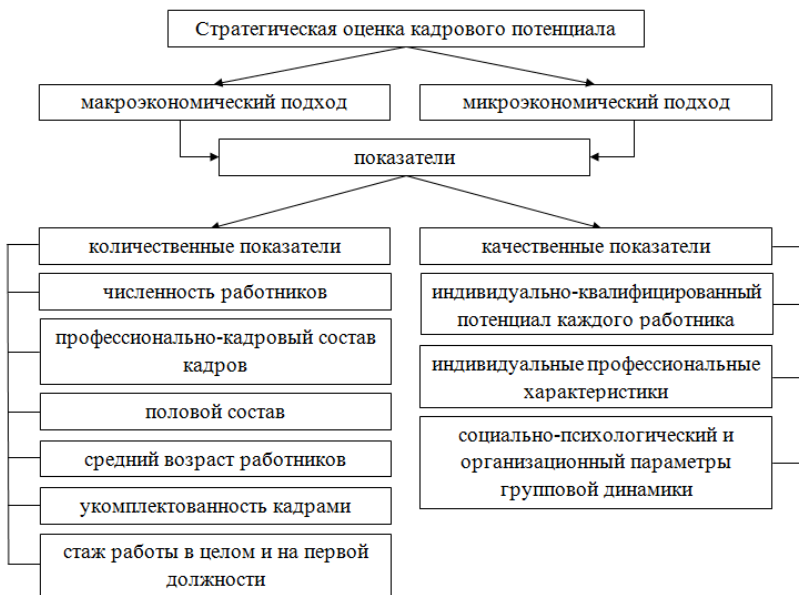 Стратегическая оценка кадрового потенциала
макроэкономический подход
микроэкономический подход
показатели
количественные показатели
численность работников
профессионально-кадровый состав
кадров
половой состав
средний возраст работников
укомплектованность кадрами
стаж работы в целом и на первой
должности
качественные показатели
индивидуально-квалифицированный
потенциал каждого работника
индивидуальные профессиональные
характеристики
социально-психологический и
организационный параметры
групповой динамики